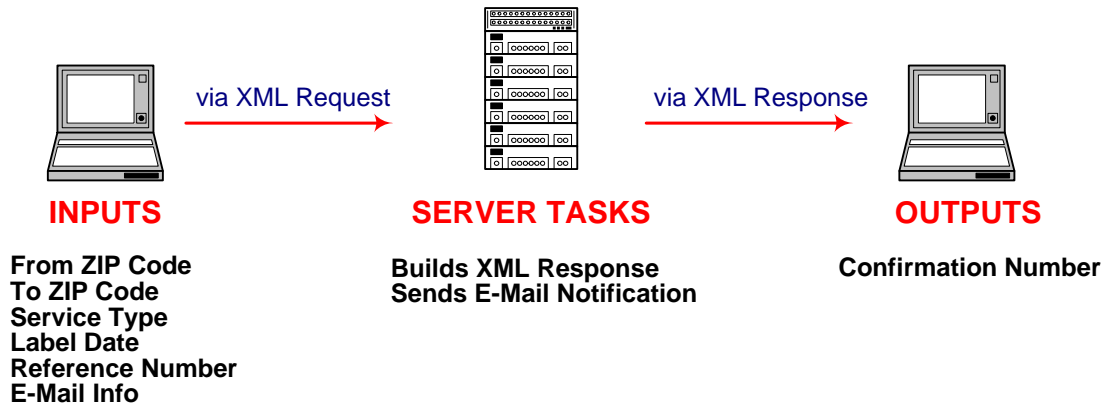 via XML Request
via XML Response
INPUTS
SERVER TASKS
OUTPUTS
From ZIP Code
To ZIP Code
Service Type
Label Date
Reference Number
E-Mail Info
Builds XML Response
Sends E-Mail Notification
Confirmation Number